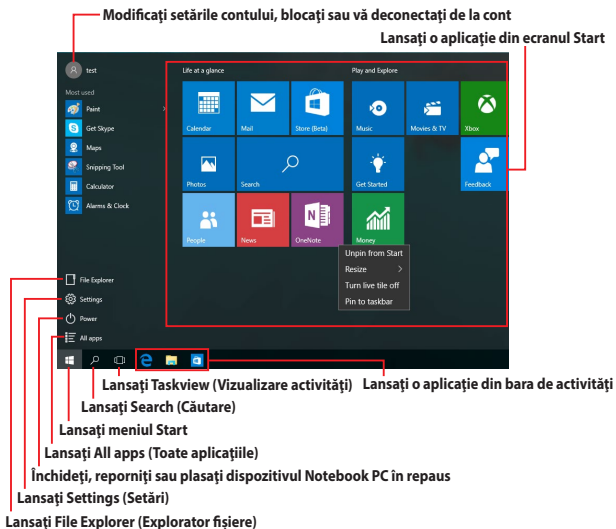 Modificați setările contului, blocați sau vă deconectați de la cont
Lansați o aplicație din ecranul Start
test
Life at a glance
Play and Explore
Most used
Paint
Get Skype
Maps
Snipping Tool
Calculator
Alarms & Clock
Calendar
Mail
Store (Beta)
Music
Movies & TV
Xbox
Photos
Search
Get Started
Feedback
People
News
OneNote
Money
Unpin from Start
Resize
Turn live tile off
Pin to taskbar
File Explorer
Settings
Power
All apps
Lansați Taskview (Vizualizare activități)
Lansați o aplicație din bara de activități
Lansați Search (Căutare)
Lansați meniul Start
Lansați All apps (Toate aplicațiile)
Închideți, reporniți sau plasați dispozitivul Notebook PC în repaus
Lansați Settings (Setări)
Lansați File Explorer (Explorator fișiere)